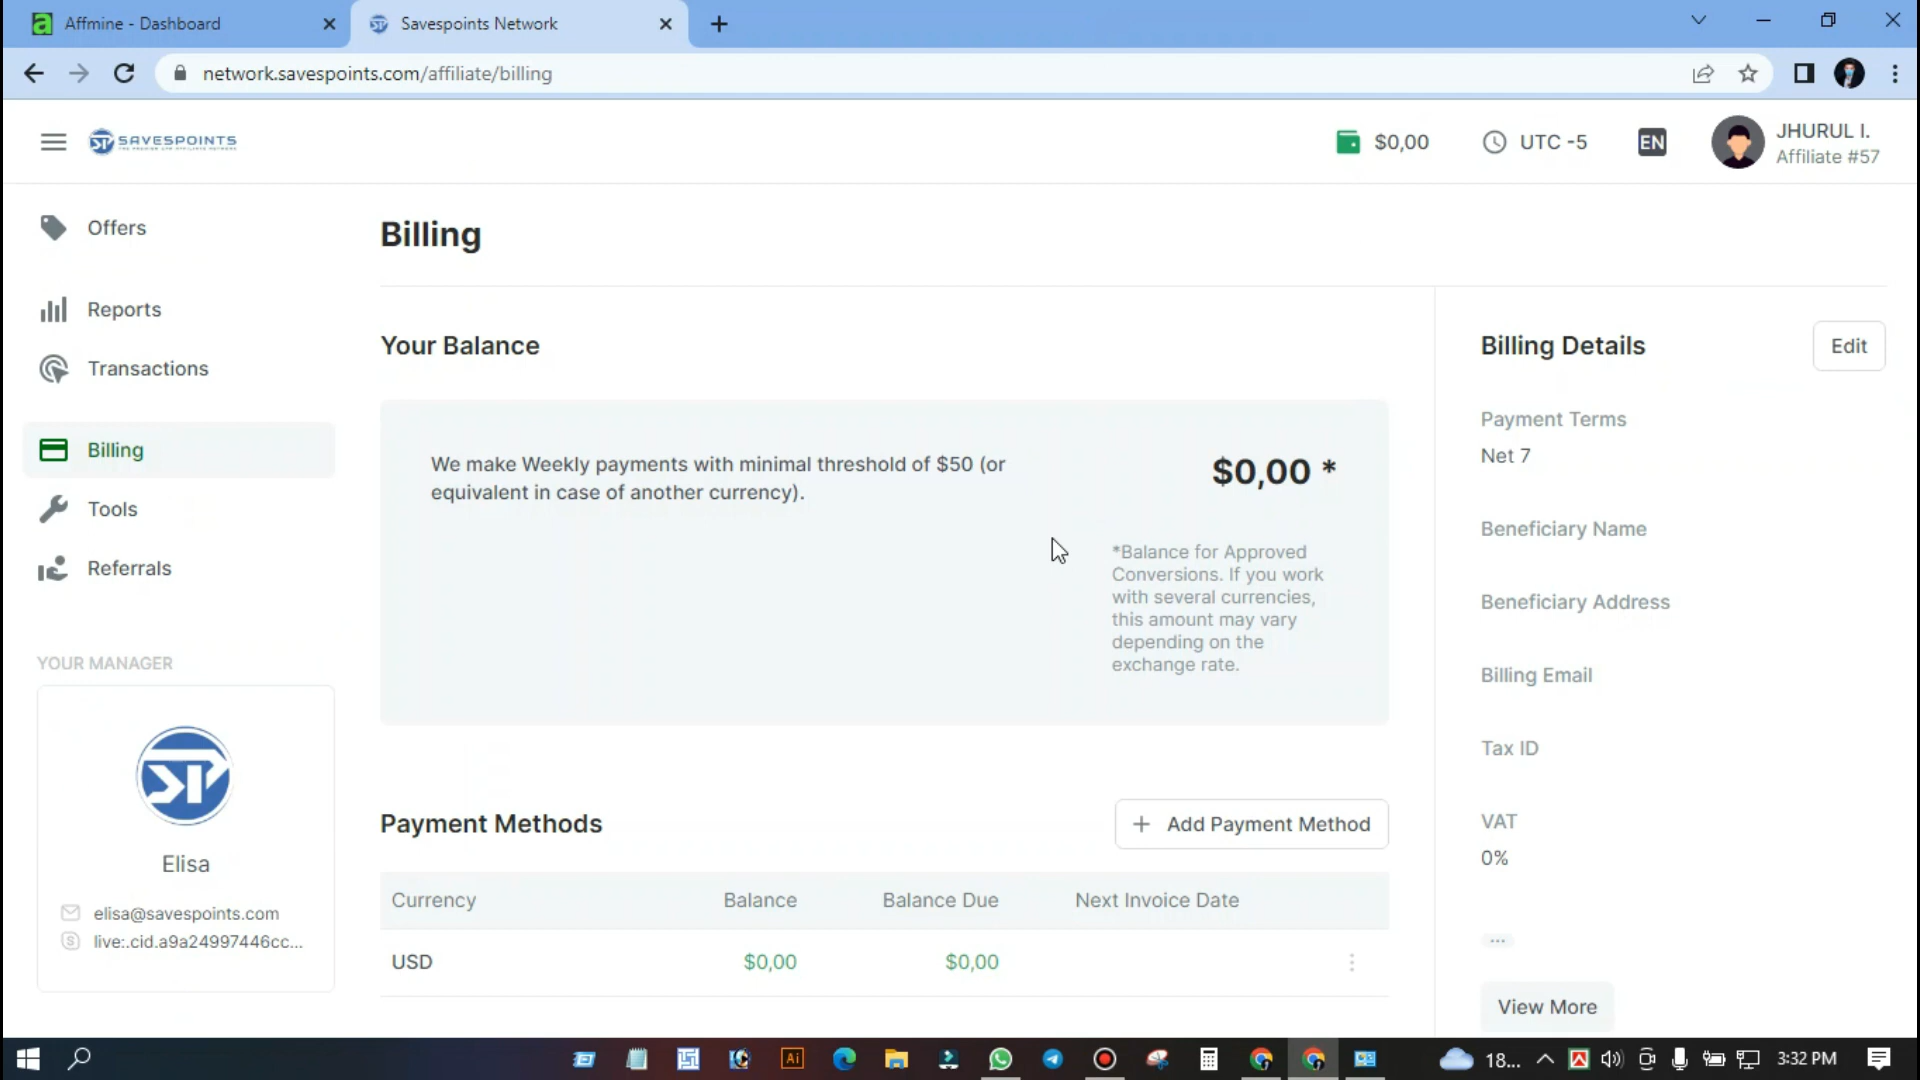 Affmine - Dashboard
Savespoints Network
network.savespoints.com/affiliate/billing
SAVESPOINTS
$0,00
UTC -5
EN
JHURUL I.
Affiliate #57
Offers
Reports
Transactions
Billing
Tools
Referrals
YOUR MANAGER
Elisa
elisa@savespoints.com
live:.cid.a9a24997446cc...
Billing
Your Balance
We make Weekly payments with minimal threshold of $50 (or
equivalent in case of another currency).
$0,00 *
*Balance for Approved
Conversions. If you work
with several currencies,
this amount may vary
depending on the
exchange rate.
Payment Methods
+ Add Payment Method
Currency Balance Balance Due Next Invoice Date
USD $0,00 $0,00
Billing Details
Edit
Payment Terms
Net 7
Beneficiary Name
Beneficiary Address
Billing Email
Tax ID
VAT
0%
...
View More
Ai
18...
3:32 PM